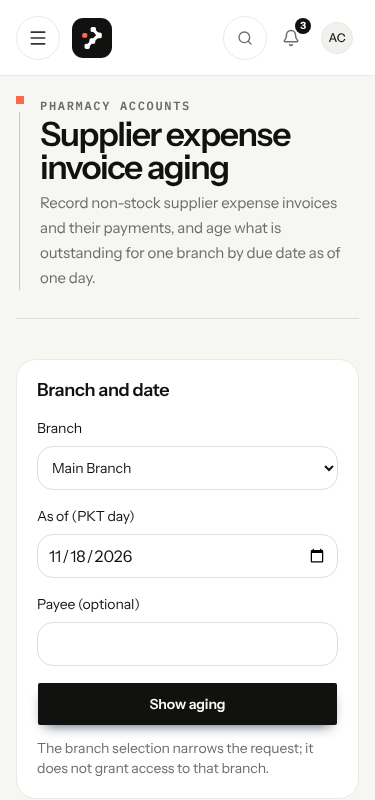 3
AC
PHARMACY ACCOUNTS
Supplier expense
invoice aging
Record non-stock supplier expense invoices
and their payments, and age what is
outstanding for one branch by due date as of
one day.
Branch and date
Branch
Main Branch
As of (PKT day)
11/18/2026
Payee (optional)
Show aging
The branch selection narrows the request; it
does not grant access to that branch.